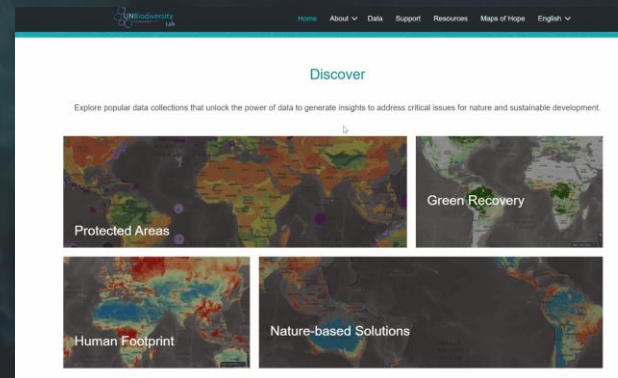 UNBiodiversity
Lab
Home About Data Support Resources Maps of Hope English
Discover
Explore popular data collections that unlock the power of data to generate insights to address critical issues for nature and sustainable development.
Protected Areas
Green Recovery
Human Footprint
Nature-based Solutions